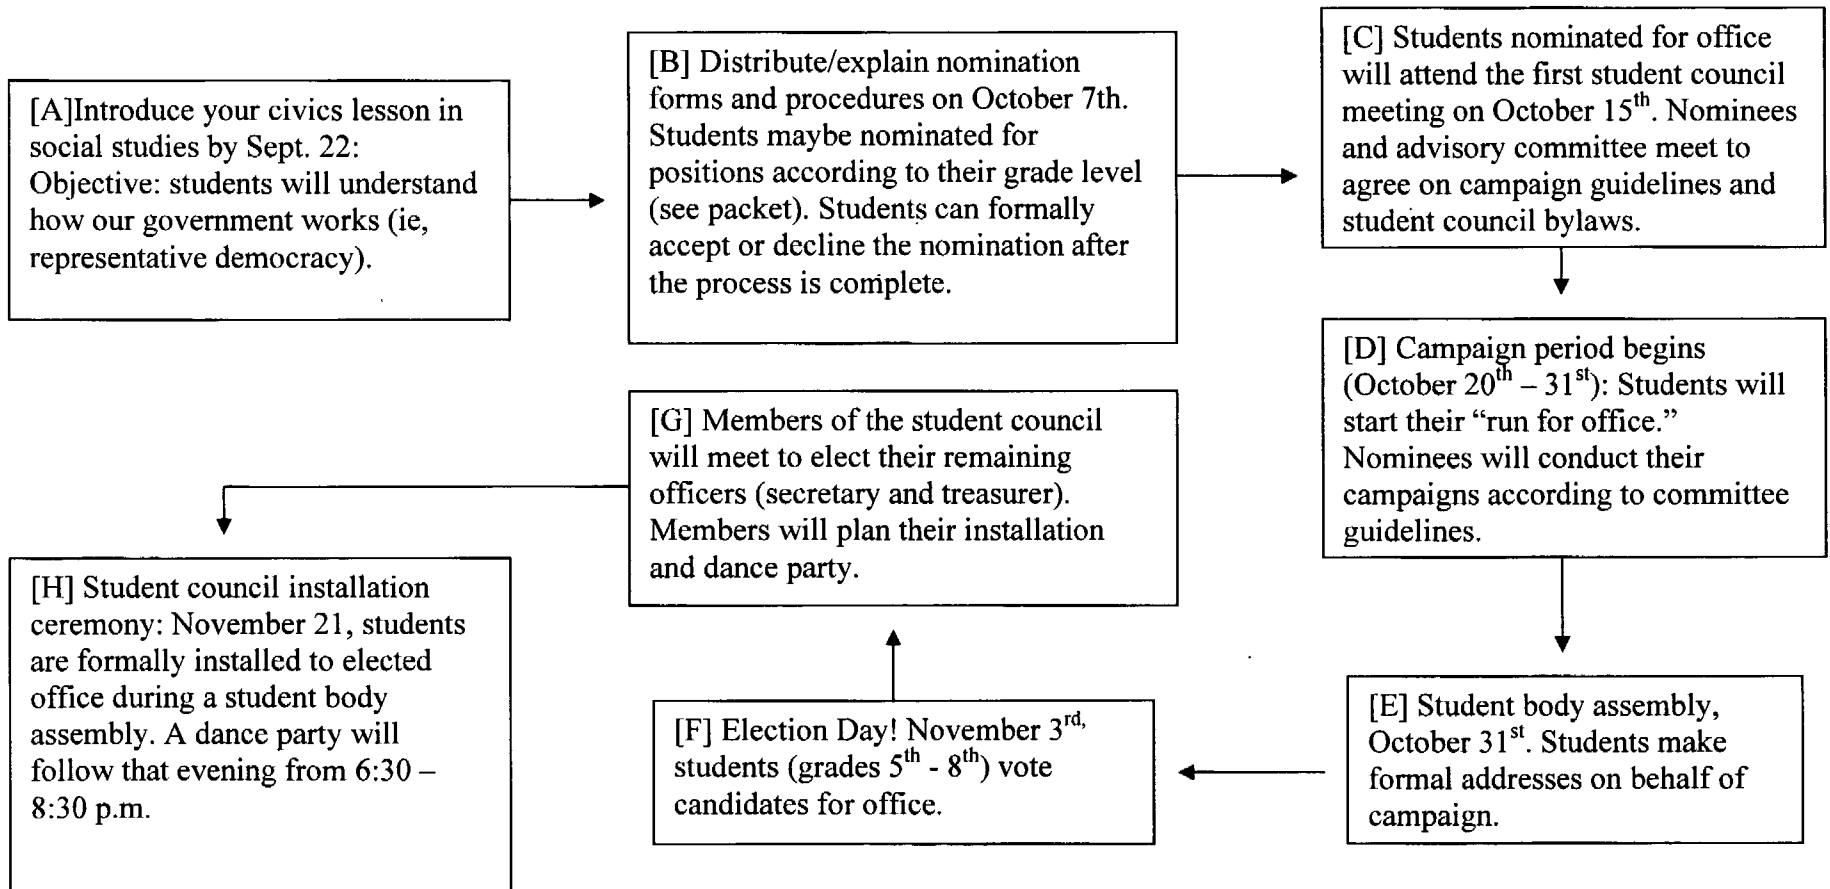 [A]Introduce your civics lesson in
social studies by Sept. 22:
Objective: students will understand
how our government works (ie,
representative democracy).
[B] Distribute/explain nomination
forms and procedures on October 7th.
Students maybe nominated for
positions according to their grade level
(see packet). Students can formally
accept or decline the nomination after
the process is complete.
[C] Students nominated for office
will attend the first student council
meeting on October 15th. Nominees
and advisory committee meet to
agree on campaign guidelines and
student council bylaws.
[D] Campaign period begins
(October 20th – 31st): Students will
start their “run for office.”
Nominees will conduct their
campaigns according to committee
guidelines.
[E] Student body assembly,
October 31st. Students make
formal addresses on behalf of
campaign.
[F] Election Day! November 3rd,
students (grades 5th - 8th) vote
candidates for office.
[G] Members of the student council
will meet to elect their remaining
officers (secretary and treasurer).
Members will plan their installation
and dance party.
[H] Student council installation
ceremony: November 21, students
are formally installed to elected
office during a student body
assembly. A dance party will
follow that evening from 6:30 –
8:30 p.m.